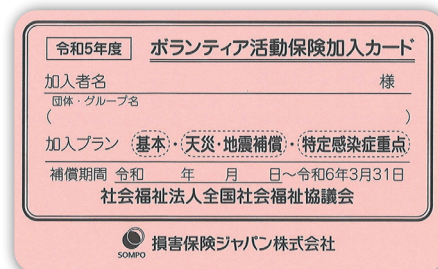 令和5年度 ボランティア活動保険加入カード
加入者名 様
団体・グループ名
( )
加入プラン 基本・天災・地震補償・特定感染症重点
補償期間 令和 年 月 日～令和6年3月31日
社会福祉法人全国社会福祉協議会
SOMPO 損害保険ジャパン株式会社